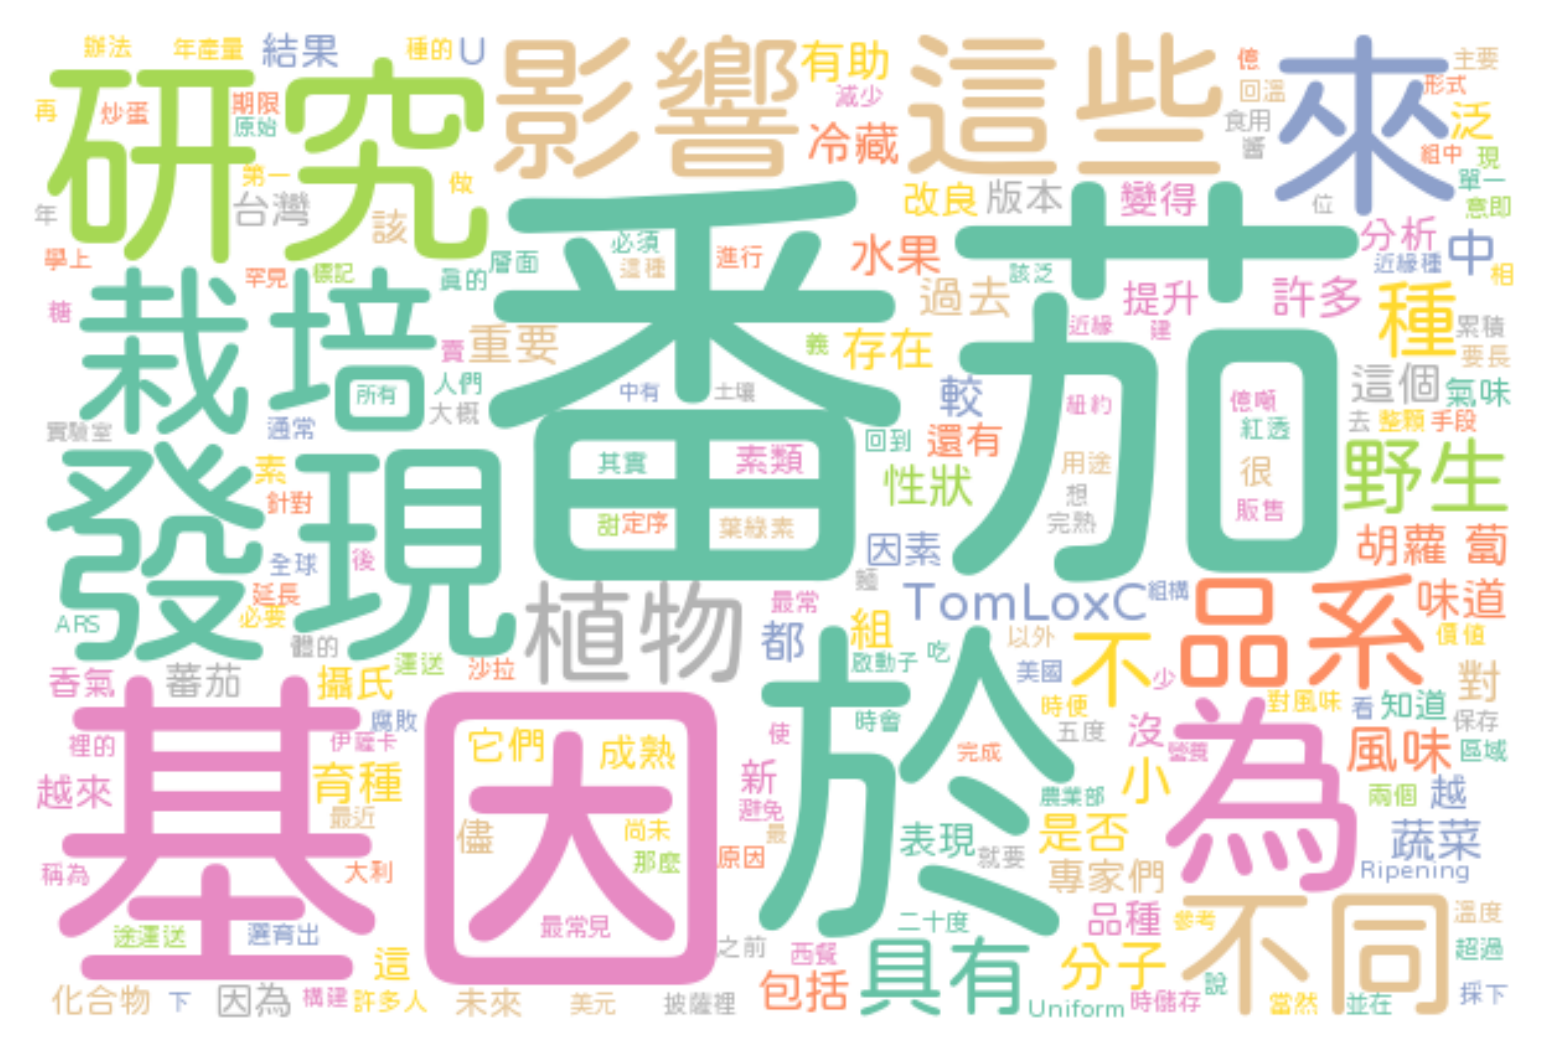 辦法 年產量 結果 種的 U 影響 有助 這些 億 來 主要
再 研究 炒蛋 期限 減少 回溫 形式
原始 冷藏 食用 泛
第一 做 醬 組中 現
年 台灣 該 改良 版本 變得 位 單一 意即
學上 罕見 標記 真的 層面 必須 這種 進行 水果 該泛 分析 近緣種 中 相
糖 栽培 賣 重要 番茄 過去 提升 許多 種 累積
義 存在 近緣 建 要長
所有 人們 中有 土壤 較 紐約 億噸 這個 氣味
實驗室 通常 大概 回到 還有 紅透 去 整顆 手段
發現 素 其實 素類 性狀 用途 很 野生
針對 甜 定序 葉綠素 想 完熟 販售
全球 後 因素 胡蘿 蔔
延長 植物 最常 TomLoxC 組構 品系 味道
ARS 必要 體的 都 組 以外 不 價值
香氣 蕃茄 攝氏 運送 沙拉 啟動子 吃 美國 少 對風味 看 知道 對
基因 腐敗 時會 時便 於 保存
裡的 伊薩卡 它們 成熟 使 完成 五度 沒 營養 為 風味 區域
越來 育種 新 農業部 小 兩個 越
最近 儘 尚未 避免 最 表現 是否 蔬菜
稱為 大利 那麼 原因 就要 專家們 Ripening
途運送 選育出 最常見 之前 二十度 品種 參考 不同 溫度
這 西餐 具有 分子 超過
化合物 下 因為 構建 許多人 未來 美元 披薩裡 包括 Uniform 時儲存 說 當然 並在 採下